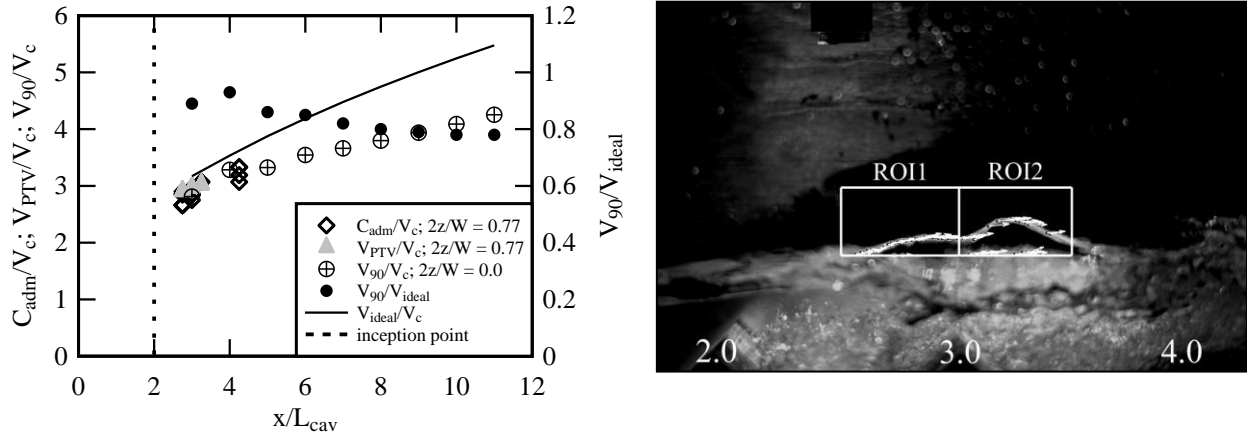 C_adm/V_c; V_PTV/V_c; V_90/V_c
6
5
4
3
2
1
0
0 2 4 6 8 10 12
x/L_cav
1.2
1
0.8
0.6
0.4
0.2
0
V_90/V_ideal
C_adm/V_c; 2z/W = 0.77
V_PTV/V_c; 2z/W = 0.77
V_90/V_c; 2z/W = 0.0
V_90/V_ideal
V_ideal/V_c
inception point
ROI1 ROI2
2.0 3.0 4.0